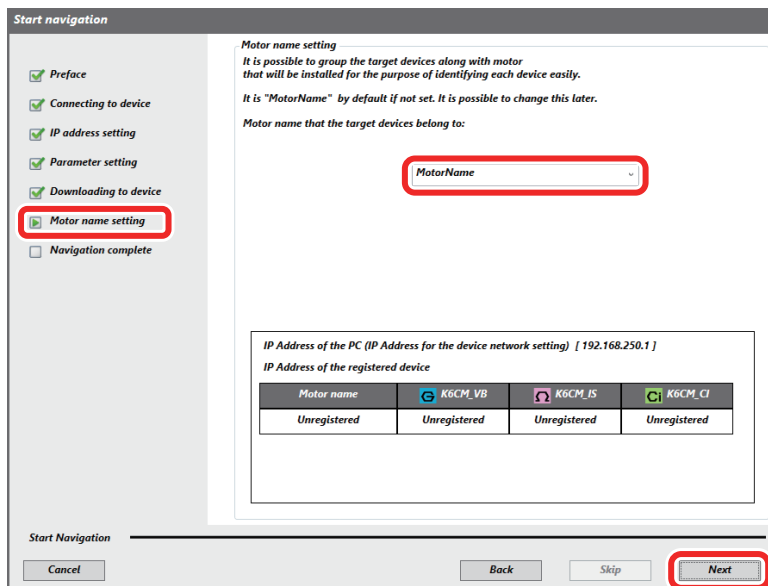 Start navigation
Preface
Connecting to device
IP address setting
Parameter setting
Downloading to device
Motor name setting
Navigation complete
Motor name setting
It is possible to group the target devices along with motor
that will be installed for the purpose of identifying each device easily.
It is "MotorName" by default if not set. It is possible to change this later.
Motor name that the target devices belong to:
MotorName
IP Address of the PC (IP Address for the device network setting) [ 192.168.250.1 ]
IP Address of the registered device
Motor name G K6CM_VB Ω K6CM_IS Ci K6CM_CI
Unregistered Unregistered Unregistered Unregistered
Start Navigation
Cancel Back Skip Next